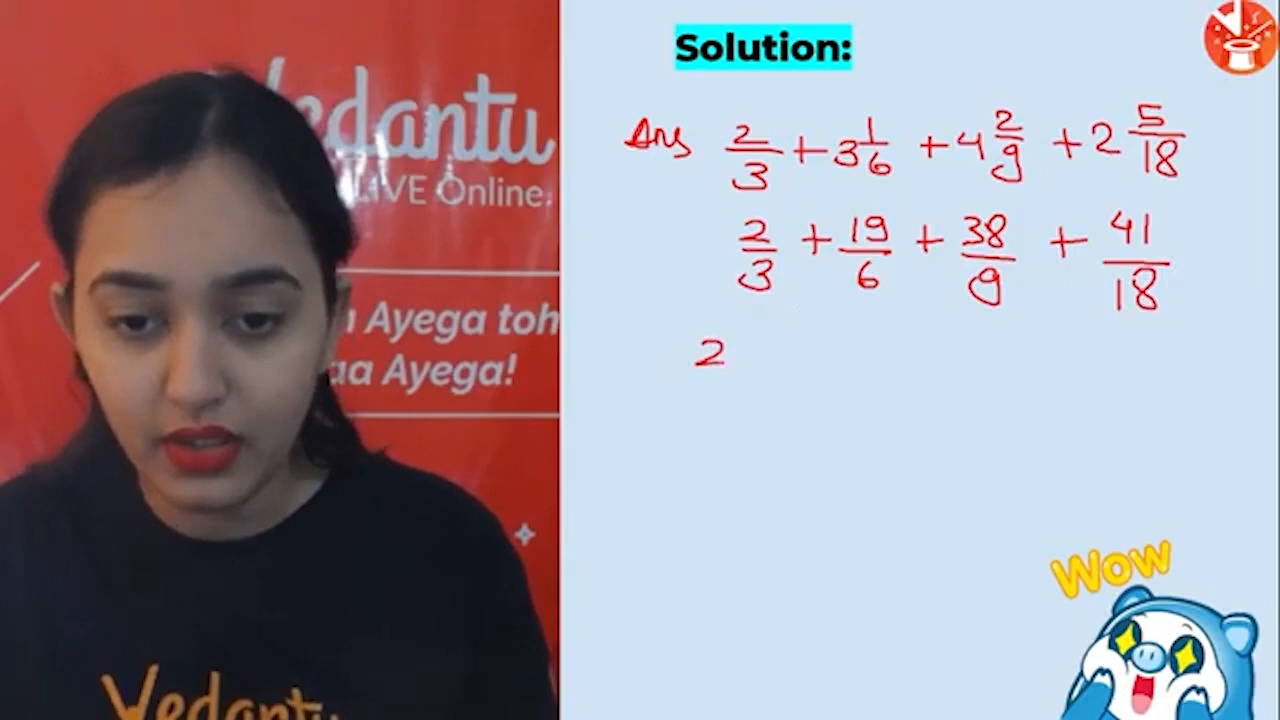 Vedantu
LIVE Online.
Ayega toh
Ayega!
Vedantu
Solution:
Ans 2/3 + 3 1/6 + 4 2/9 + 2 5/18
2/3 + 19/6 + 38/9 + 41/18
2
Wow